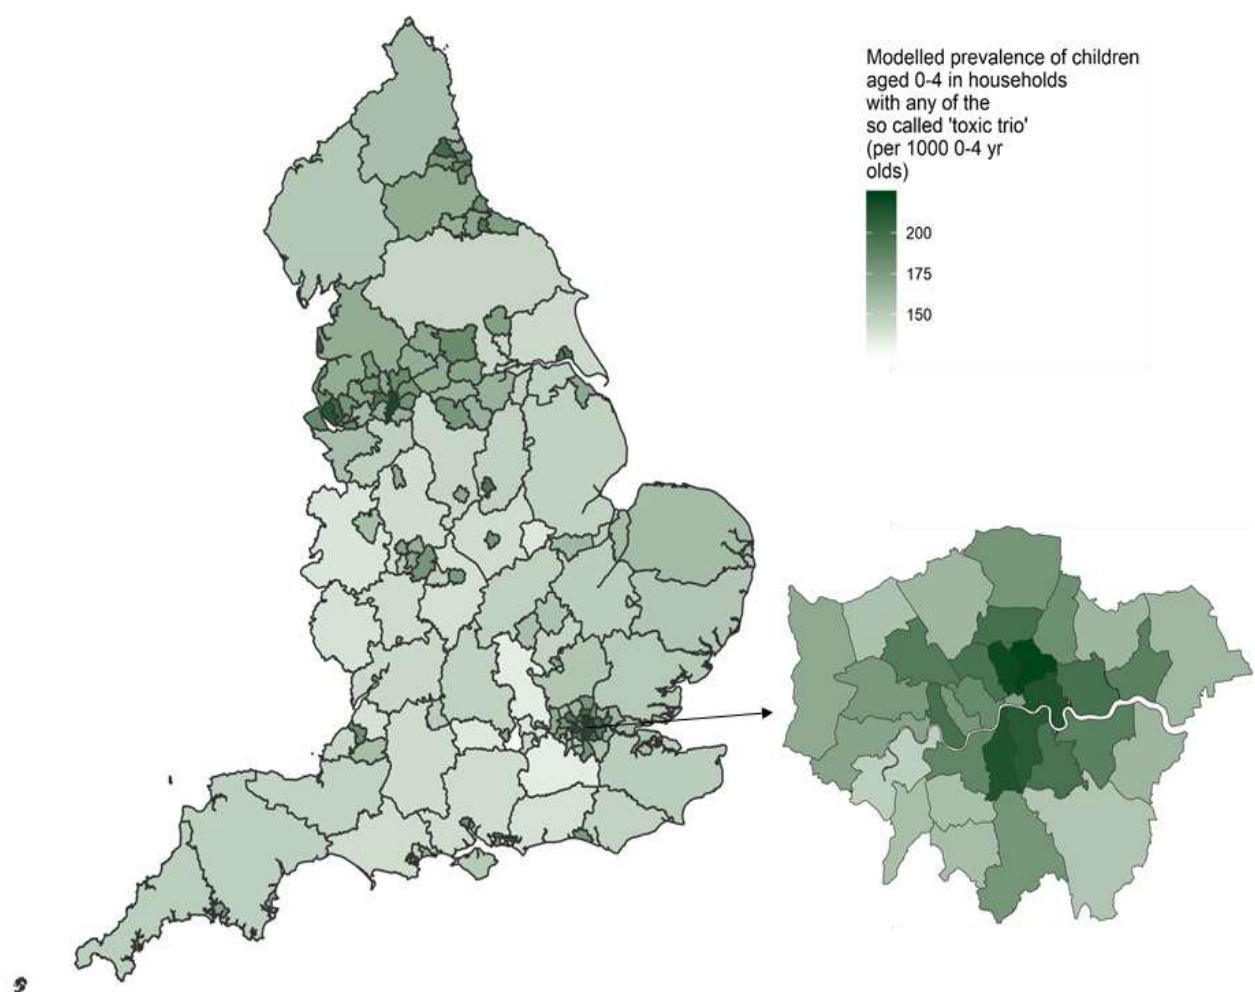 Modelled prevalence of children
aged 0-4 in households
with any of the
so called 'toxic trio'
(per 1000 0-4 yr
olds)
200
175
150